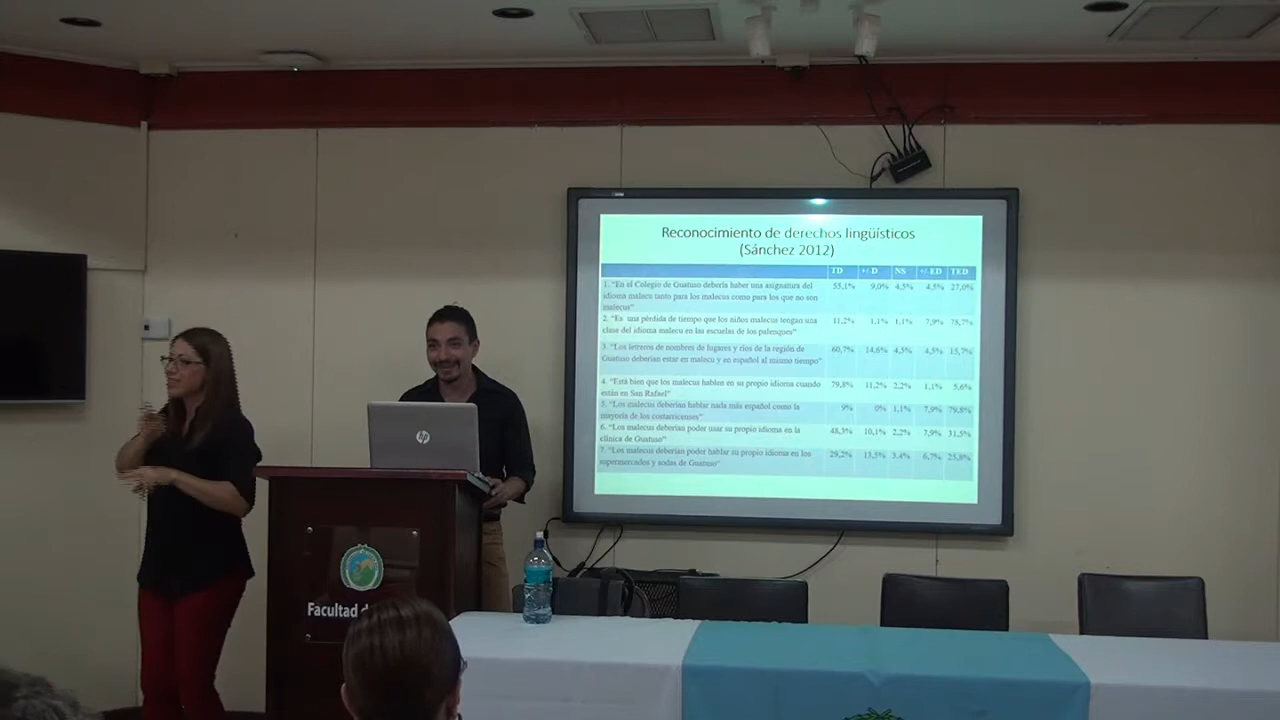 Reconocimiento de derechos lingüísticos
(Sánchez 2012)
TD +/-D NS +/-ED TED
1. "En el Colegio de Guatuso debería haber una asignatura del 55,1% 9,0% 4,5% 4,5% 27,0%
idioma malecu tanto para los malecus como para los que no son
malecus"
2. "Es una pérdida de tiempo que los niños malecus tengan una 11,2% 1,1% 1,1% 7,9% 78,7%
clase del idioma malecu en las escuelas de los palenques"
3. "Los letreros de nombres de lugares y ríos de la región de 60,7% 14,6% 4,5% 4,5% 15,7%
Guatuso deberían estar en malecu y en español al mismo tiempo"
4. "Está bien que los malecus hablen en su propio idioma cuando 79,8% 11,2% 2,2% 1,1% 5,6%
están en San Rafael"
5. "Los malecus deberían hablar nada más español como la 9% 0% 1,1% 7,9% 79,8%
mayoría de los costarricenses"
6. "Los malecus deberían poder usar su propio idioma en la 48,3% 10,1% 2,2% 7,9% 31,5%
clínica de Guatuso"
7. "Los malecus deberían poder hablar su propio idioma en los 29,2% 13,5% 3,4% 6,7% 25,8%
supermercados y sodas de Guatuso"
hp
Facultad d